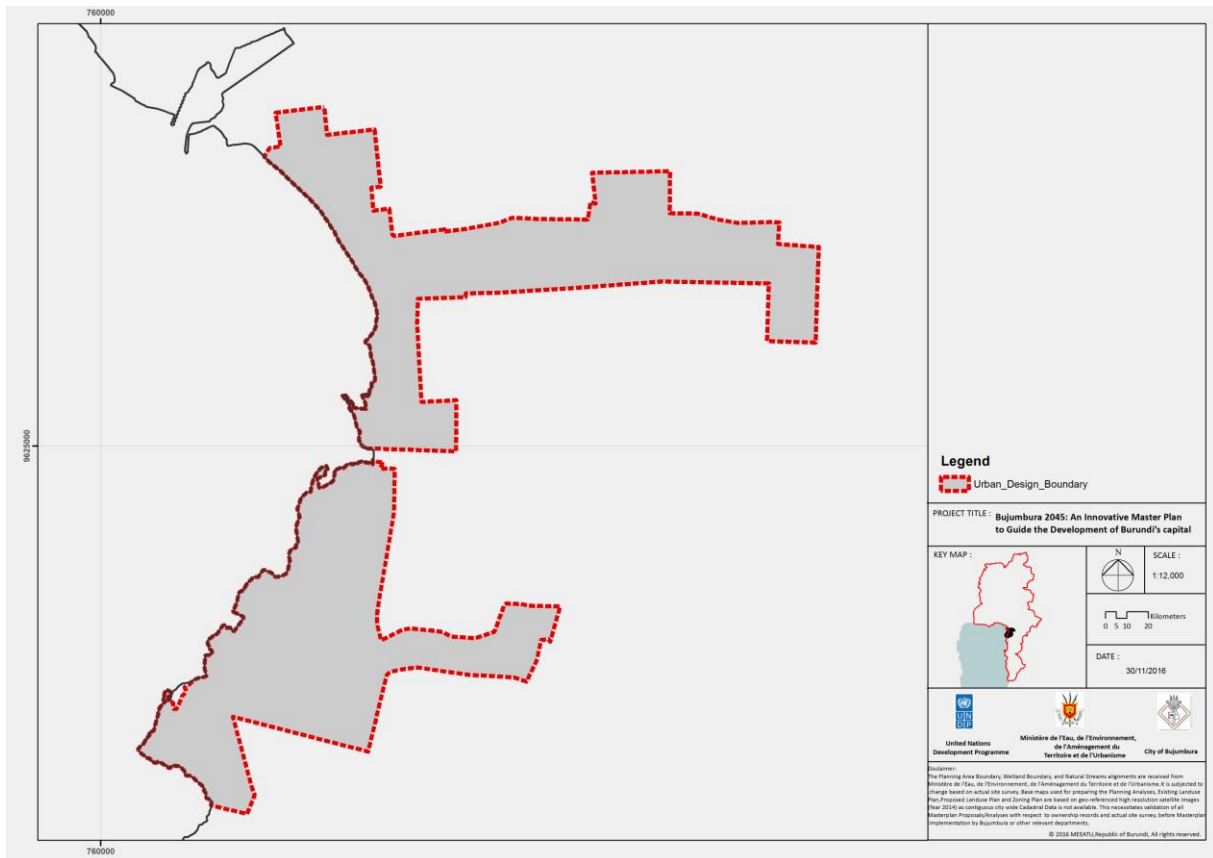 760000
9625000
Legend
Urban_Design_Boundary
PROJECT TITLE : Bujumbura 2045: An Innovative Master Plan
to Guide the Development of Burundi's capital
KEY MAP :
N
SCALE :
1:12,000
Kilometers
0 5 10 20
DATE :
30/11/2016
U N
D P
United Nations
Development Programme
Ministère de l'Eau, de l'Environnement,
de l'Aménagement du
Territoire et de l'Urbanisme
City of Bujumbura
Disclaimer:
The Planning Area Boundary, Wetland Boundary, and Natural Streams alignments are received from
Ministère de l'Eau, de l'Environnement, de l'Aménagement du Territoire et de l'Urbanisme.It is subjected to
change based on actual site survey. Base maps used for preparing the Planning Analyses, Existing Landuse
Plan,Proposed Landuse Plan and Zoning Plan are based on geo-referenced high resolution satellite images
(Year 2014) as contiguous city wide Cadastral Data is not available. This necessitates validation of all
Masterplan Proposals/Analyses with respect to ownership records and actual site survey, before Masterplan
implementation by Bujumbura or other relevant departments.
© 2016 MEEATU,Republic of Burundi, All rights reserved.
760000